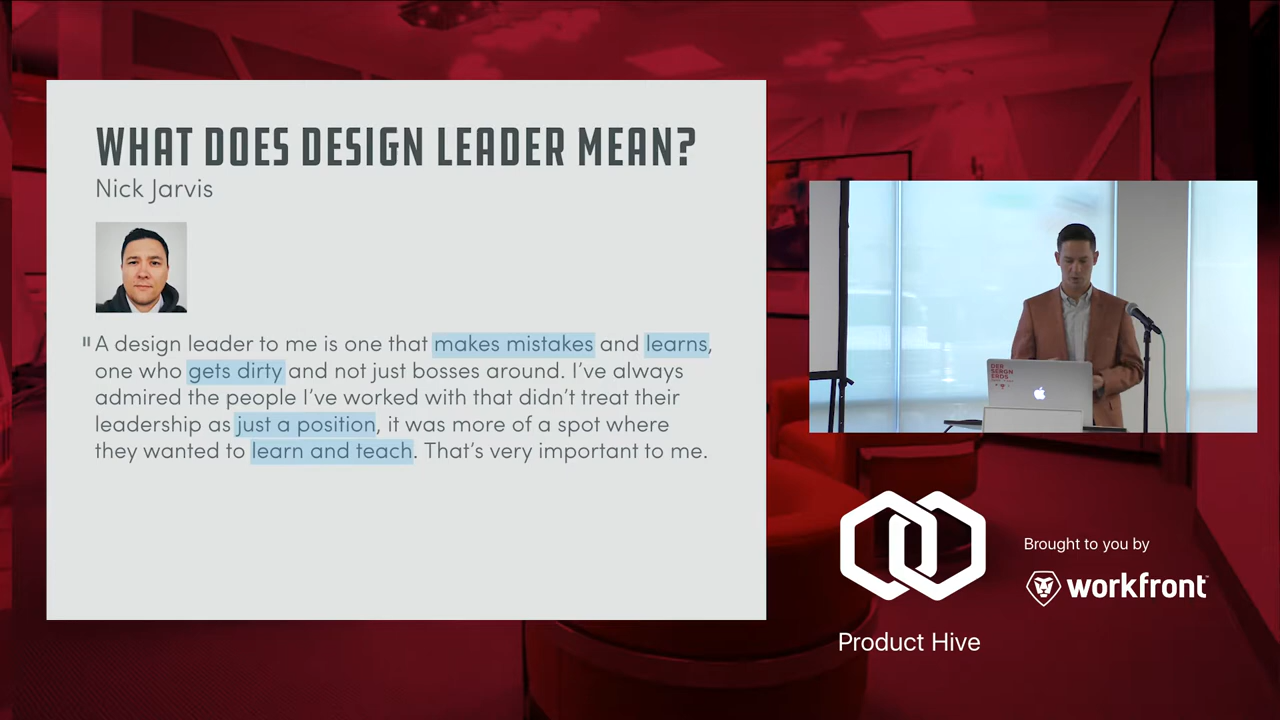 WHAT DOES DESIGN LEADER MEAN?
Nick Jarvis
"A design leader to me is one that makes mistakes and learns,
one who gets dirty and not just bosses around. I've always
admired the people I've worked with that didn't treat their
leadership as just a position, it was more of a spot where
they wanted to learn and teach. That's very important to me.
DER
SERGN
ERDS
Product Hive
Brought to you by
workfront